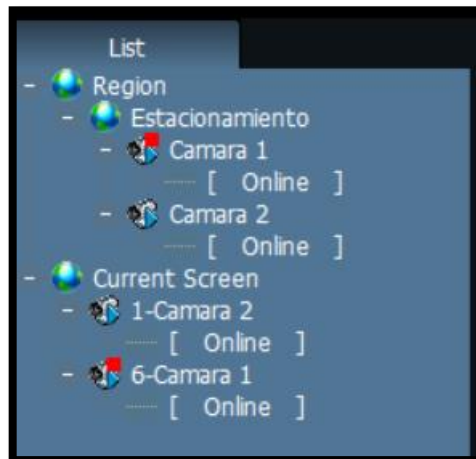 List
Region
Estacionamiento
Camara 1
[ Online ]
Camara 2
[ Online ]
Current Screen
1-Camara 2
[ Online ]
6-Camara 1
[ Online ]